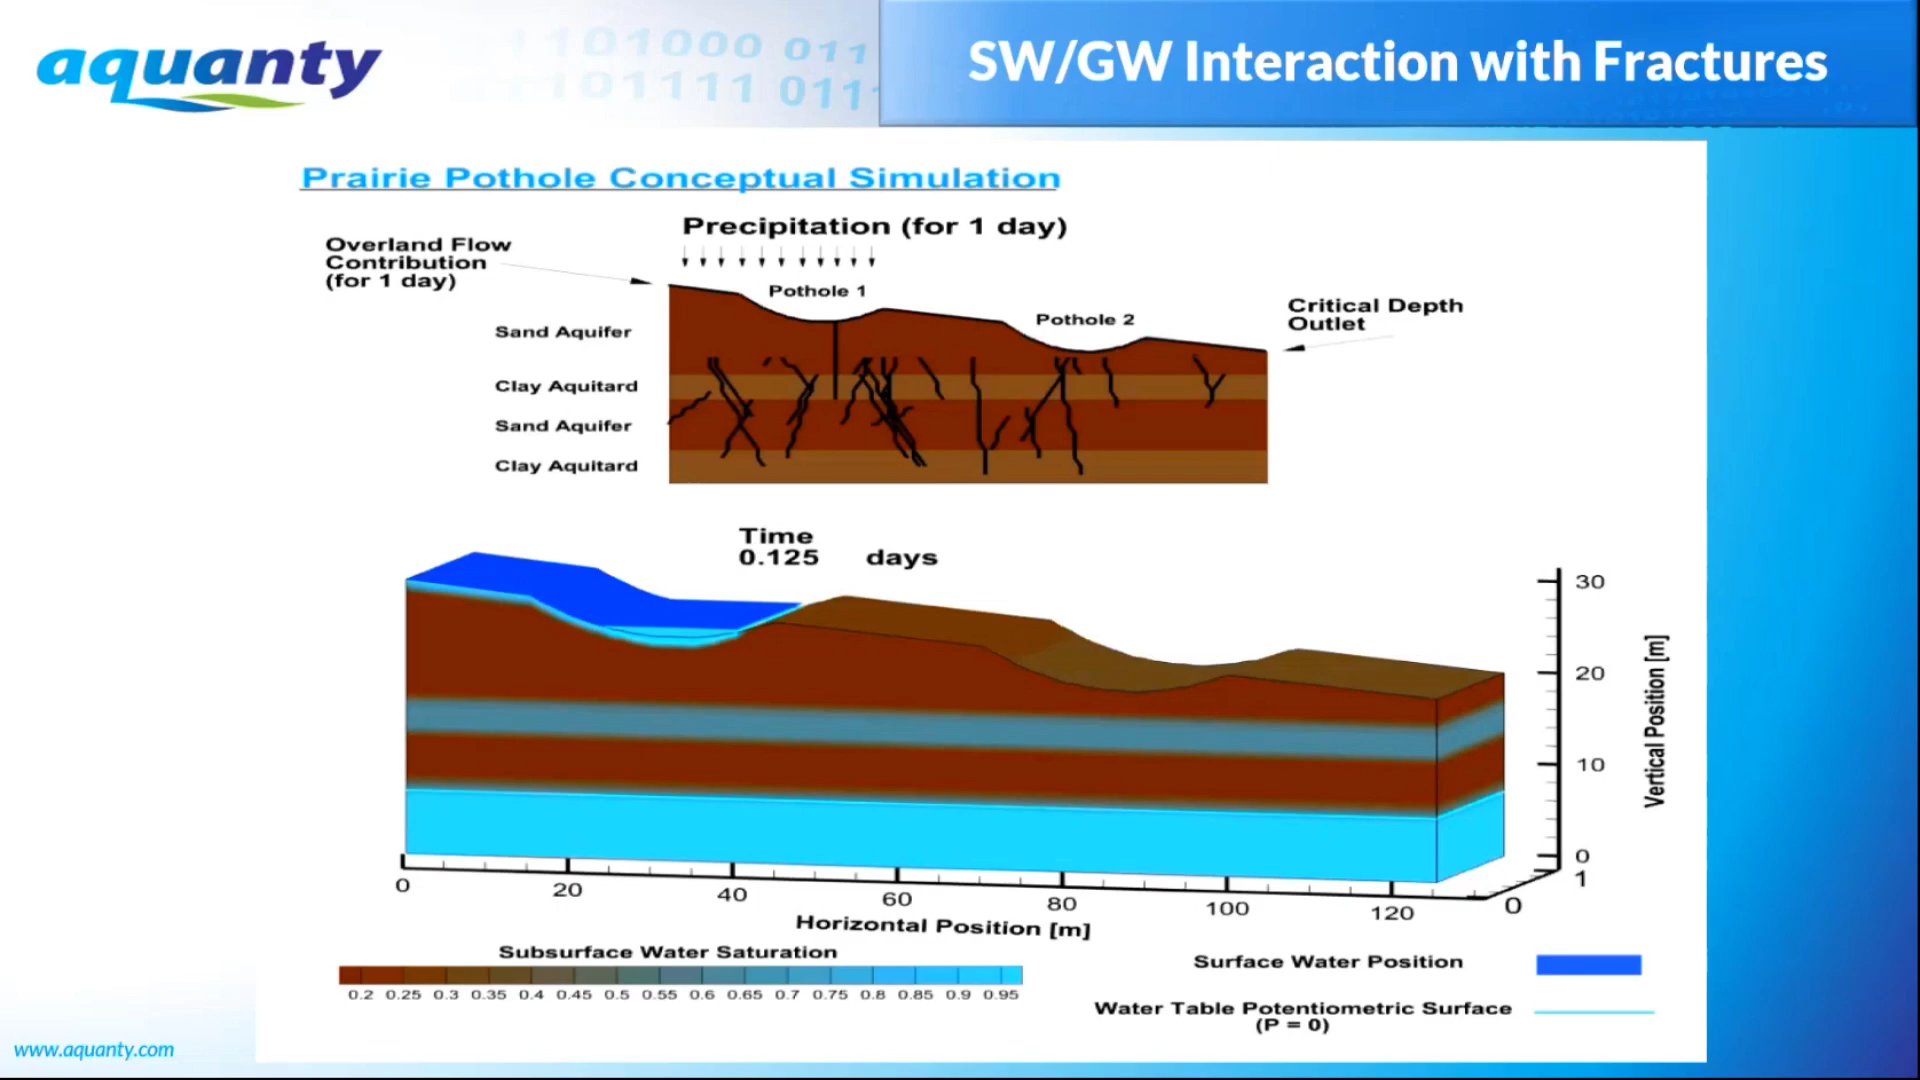 aquanty
1101000 011
101111 011
SW/GW Interaction with Fractures
Prairie Pothole Conceptual Simulation
Precipitation (for 1 day)
Overland Flow
Contribution
(for 1 day)
Pothole 1
Pothole 2
Critical Depth
Outlet
Sand Aquifer
Clay Aquitard
Sand Aquifer
Clay Aquitard
Time
0.125 days
30
20
10
0
Vertical Position [m]
1
0
0 20 40 60 80 100 120
Horizontal Position [m]
Subsurface Water Saturation
0.2 0.25 0.3 0.35 0.4 0.45 0.5 0.55 0.6 0.65 0.7 0.75 0.8 0.85 0.9 0.95
Surface Water Position
Water Table Potentiometric Surface
(P = 0)
www.aquanty.com